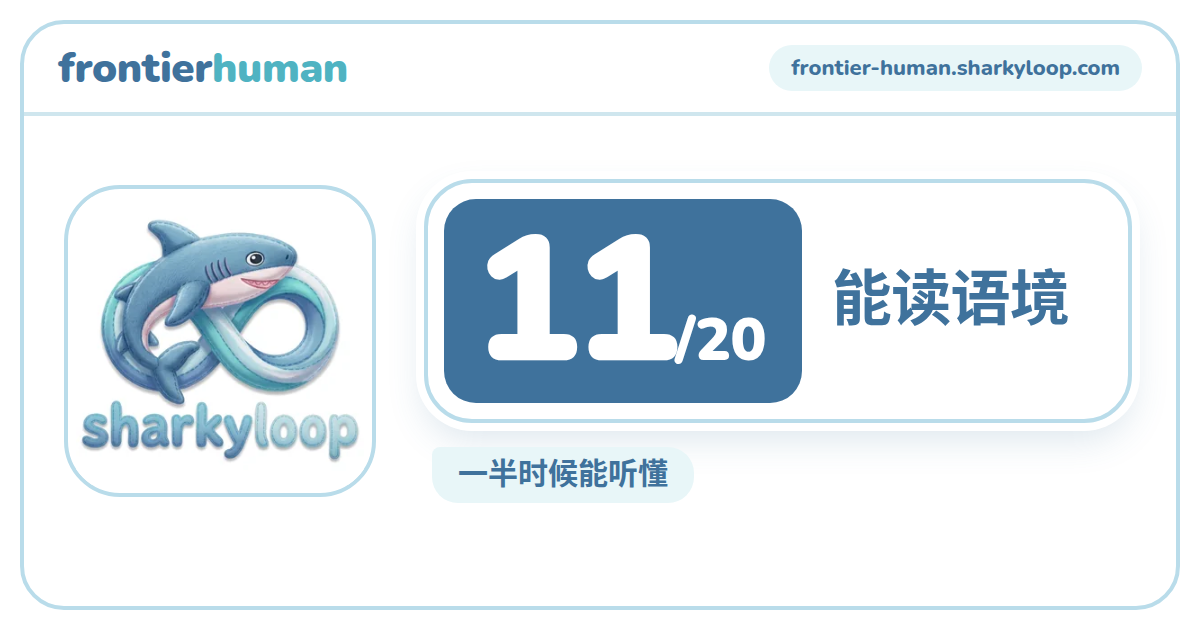 frontierhuman
frontier-human.sharkyloop.com
11/20
能读语境
sharkyloop
一半时候能听懂